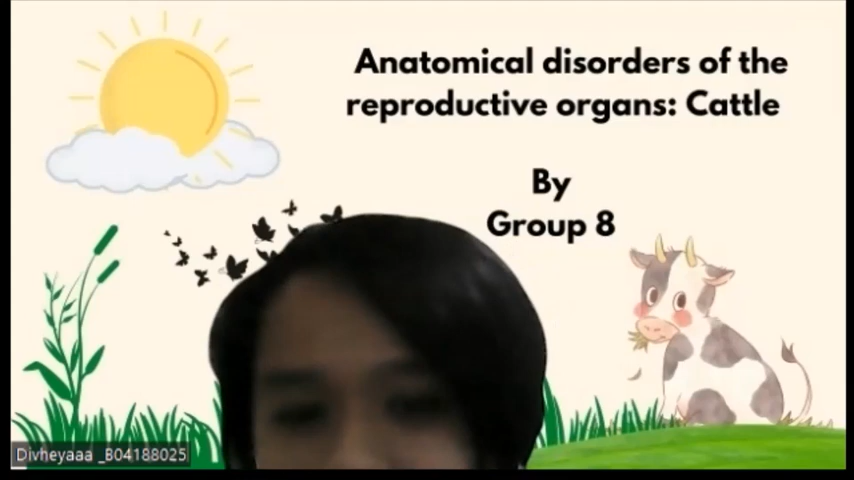 Anatomical disorders of the
reproductive organs: Cattle
By
Group 8
Divheyaaa _B04188025